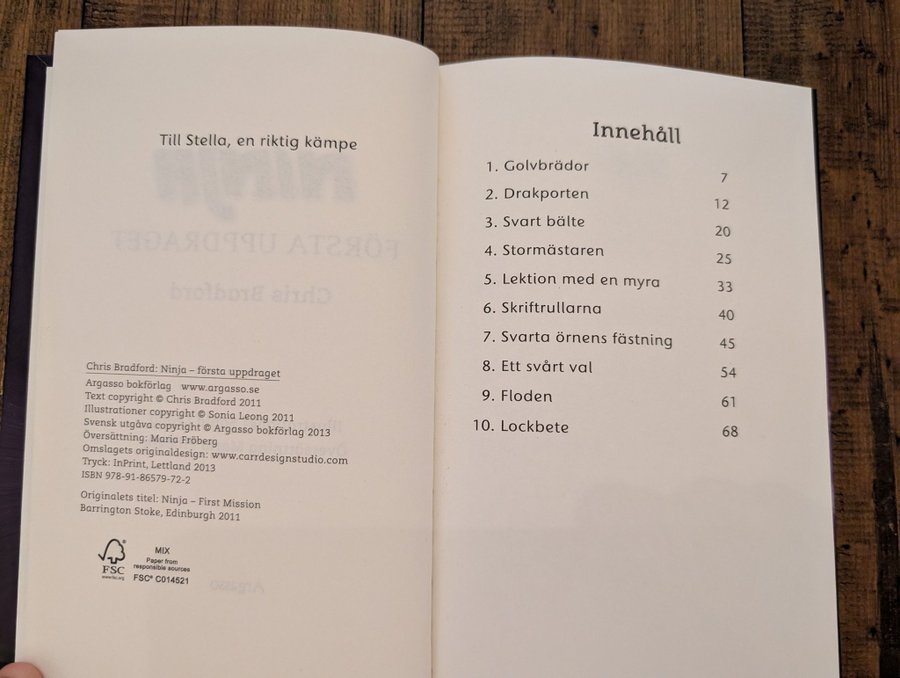 Till Stella, en riktig kämpe
Chris Bradford: Ninja – första uppdraget
Argasso bokförlag www.argasso.se
Text copyright © Chris Bradford 2011
Illustrationer copyright © Sonia Leong 2011
Svensk utgåva copyright © Argasso bokförlag 2013
Översättning: Maria Fröberg
Omslagets originaldesign: www.carrdesignstudio.com
Tryck: InPrint, Lettland 2013
ISBN 978-91-86579-72-2
Originalets titel: Ninja – First Mission
Barrington Stoke, Edinburgh 2011
FSC
www.fsc.org
MIX
Paper from
responsible sources
FSC® C014521
Innehåll
1. Golvbrädor 7
2. Drakporten 12
3. Svart bälte 20
4. Stormästaren 25
5. Lektion med en myra 33
6. Skriftrullarna 40
7. Svarta örnens fästning 45
8. Ett svårt val 54
9. Floden 61
10. Lockbete 68